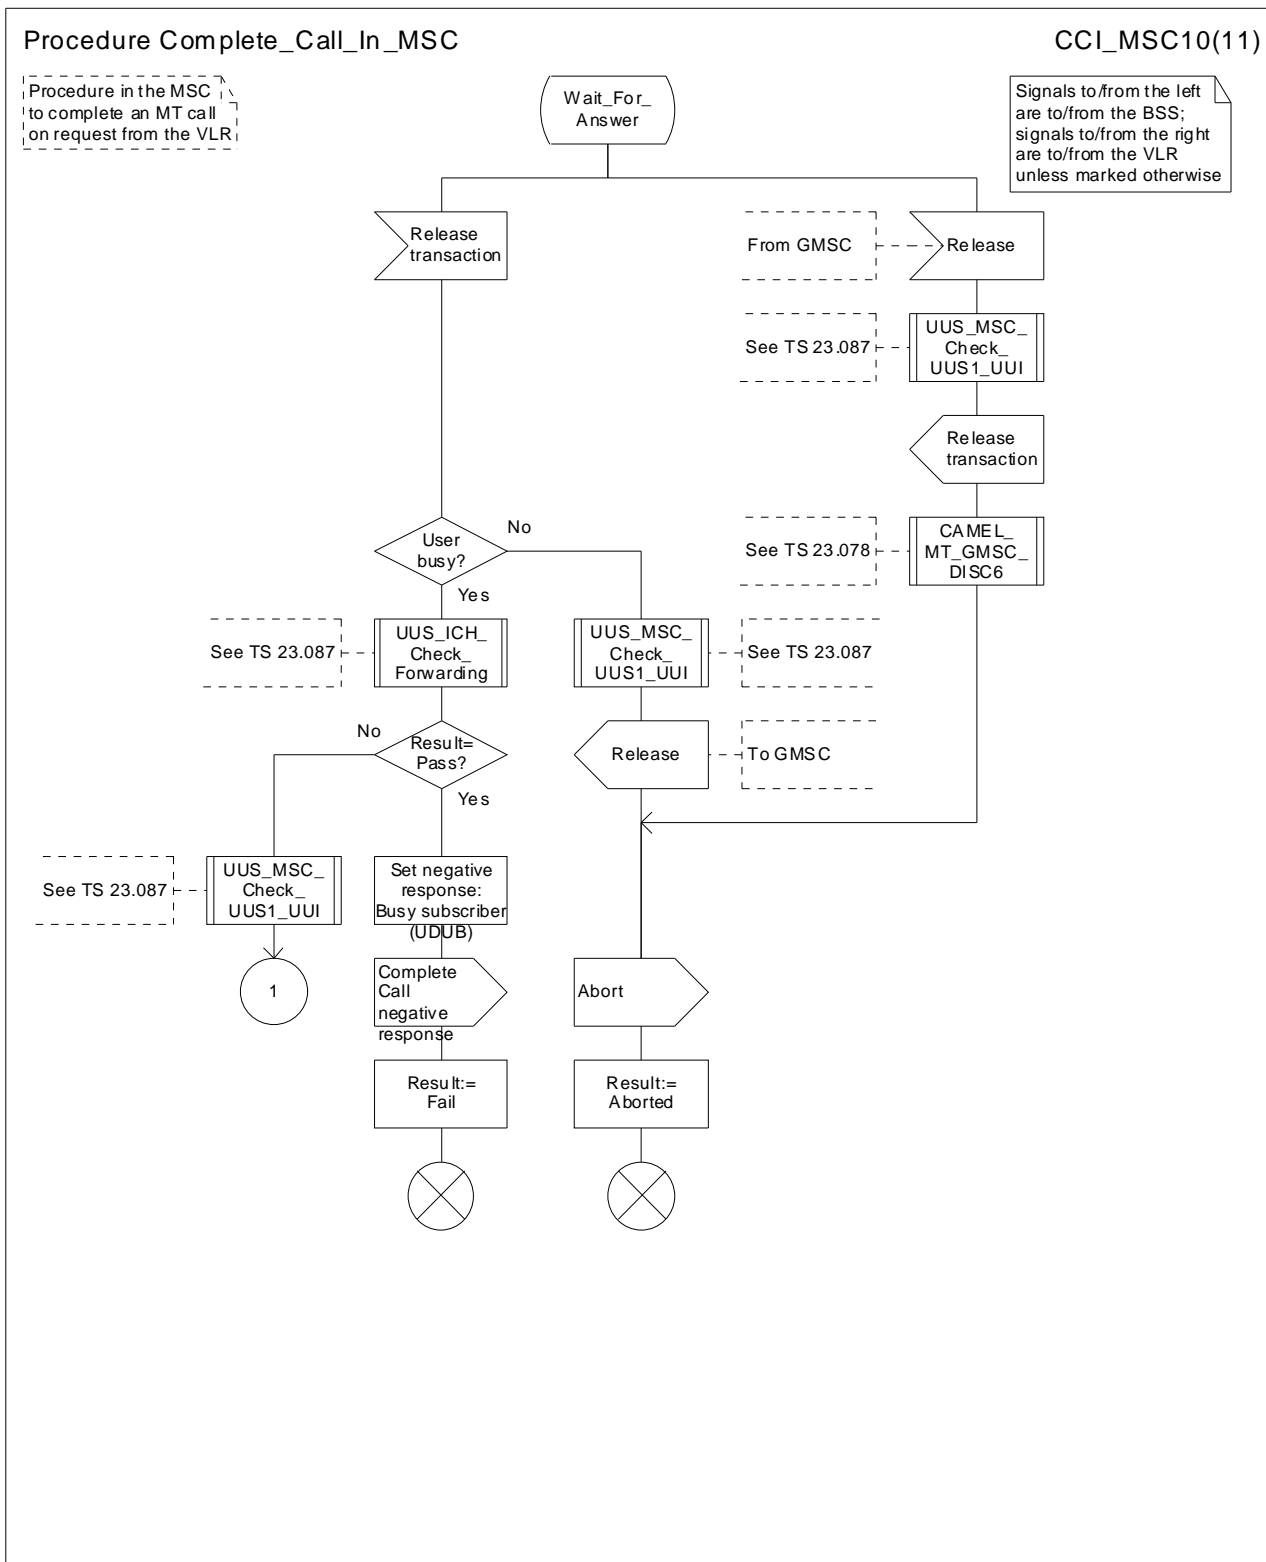 Procedure Complete_Call_In_MSC
CCI_MSC10(11)
Procedure in the MSC
to complete an MT call
on request from the VLR
Wait_For_
Answer
Signals to/from the left
are to/from the BSS;
signals to/from the right
are to/from the VLR
unless marked otherwise
Release
transaction
From GMSC
Release
See TS 23.087
UUS_MSC_
Check_
UUS1_UUI
Release
transaction
User
busy?
No
Yes
See TS 23.078
CAMEL_
MT_GMSC_
DISC6
See TS 23.087
UUS_ICH_
Check_
Forwarding
UUS_MSC_
Check_
UUS1_UUI
See TS 23.087
No
Result=
Pass?
Yes
Release
To GMSC
See TS 23.087
UUS_MSC_
Check_
UUS1_UUI
Set negative
response:
Busy subscriber
(UDUB)
1
Complete
Call
negative
response
Abort
Result:=
Fail
Result:=
Aborted